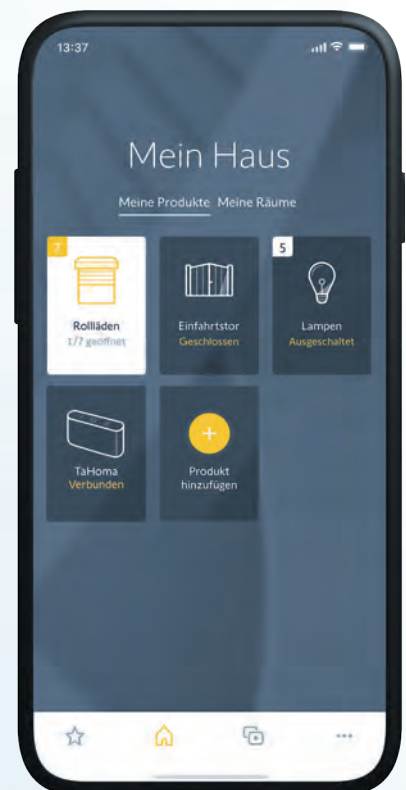 13:37
Mein Haus
Meine Produkte Meine Räume
7
5
Rollläden
1/7 geöffnet
Einfahrtstor
Geschlossen
Lampen
Ausgeschaltet
TaHoma
Verbunden
Produkt
hinzufügen